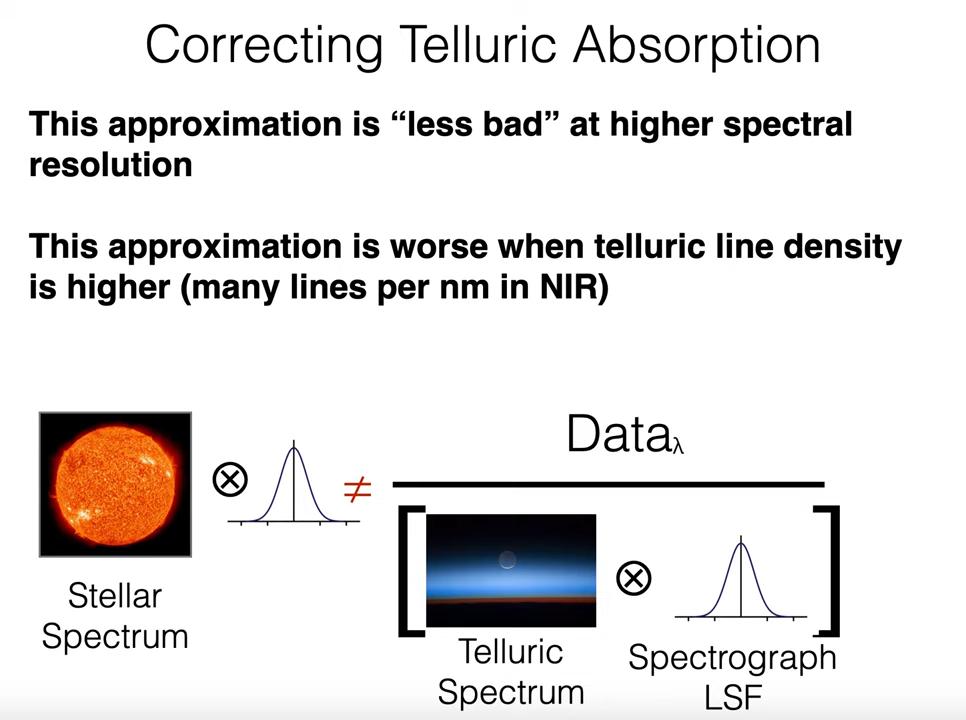 Correcting Telluric Absorption
This approximation is “less bad” at higher spectral
resolution
This approximation is worse when telluric line density
is higher (many lines per nm in NIR)
Dataλ
⊗
≠
[
⊗
]
Stellar
Spectrum
Telluric
Spectrum
Spectrograph
LSF